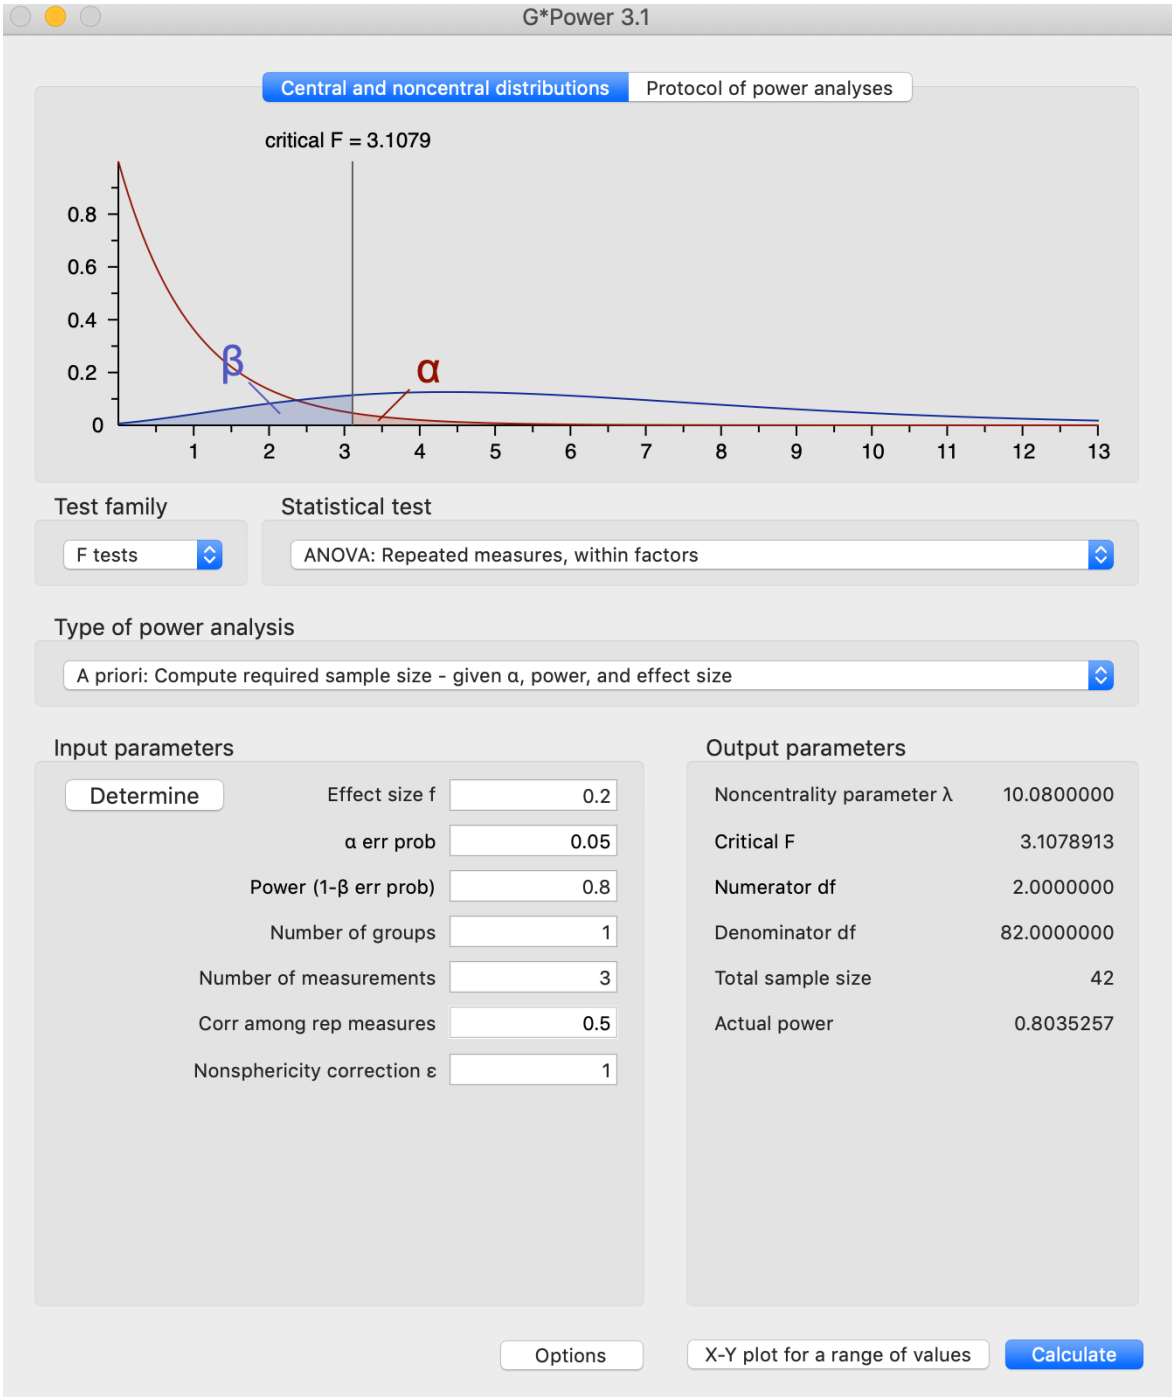 G*Power 3.1
Central and noncentral distributions Protocol of power analyses
critical F = 3.1079
0.8
0.6
0.4
0.2
0
β α
1 2 3 4 5 6 7 8 9 10 11 12 13
Test family Statistical test
F tests ANOVA: Repeated measures, within factors
Type of power analysis
A priori: Compute required sample size - given α, power, and effect size
Input parameters
Determine Effect size f 0.2
α err prob 0.05
Power (1-β err prob) 0.8
Number of groups 1
Number of measurements 3
Corr among rep measures 0.5
Nonsphericity correction ε 1
Output parameters
Noncentrality parameter λ 10.0800000
Critical F 3.1078913
Numerator df 2.0000000
Denominator df 82.0000000
Total sample size 42
Actual power 0.8035257
Options X-Y plot for a range of values Calculate